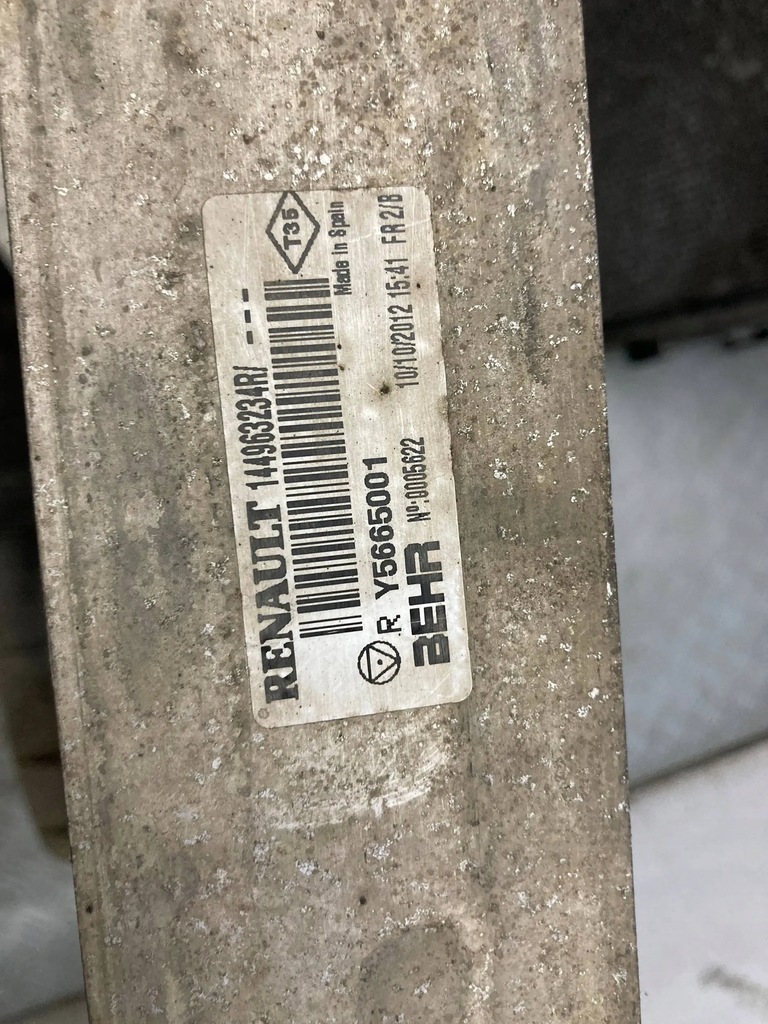 RENAULT 144963234R/ ---
T35
Made in Spain
R Y5665001
BEHR Nº:0005622 10/10/2012 15:41 FR 2/B